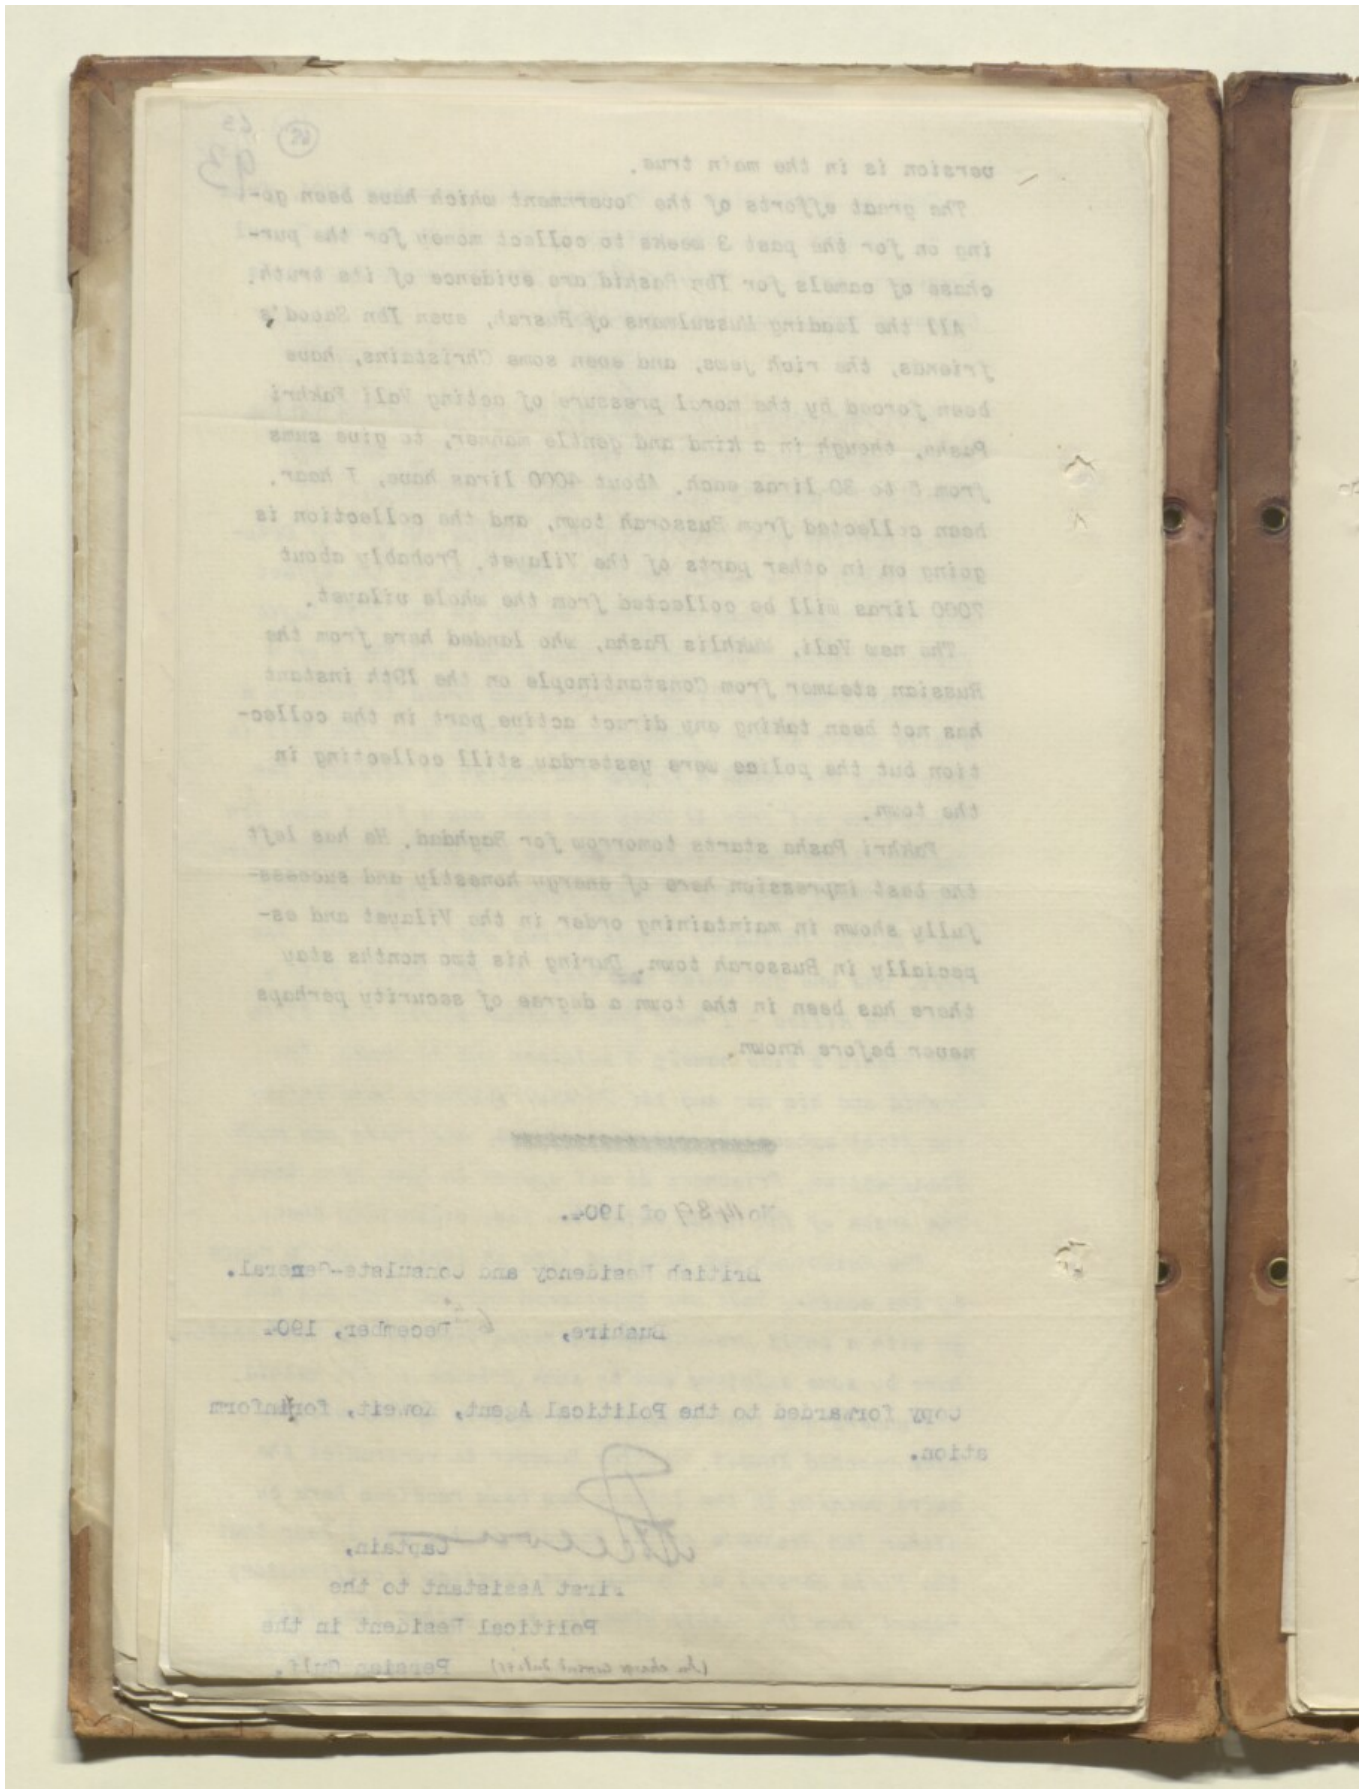 version is in the main true.
The great efforts of the Government which have been go-
ing on for the past 3 weeks to collect money for the pur-
chase of camels for Ibn Rashid are evidence of its truth.
All the leading Mussulmans of Busrah, even Ibn Saood's
friends, the rich jews, and even some Christains, have
been forced by the moral pressure of acting Vali Fakhri
Pasha, though in a kind and gentle manner, to give sums
from 5 to 30 liras each. About 4000 liras have, I hear,
been collected from Bussorah town, and the collection is
going on in other parts of the Vilayet. Probably about
7000 liras will be collected from the whole vilayet.
The new Vali, Mukhlis Pasha, who landed here from the
Russian steamer from Constantinople on the 19th instant
has not been taking any direct active part in the collec-
tion but the police were yesterday still collecting in
the town.
Fakhri Pasha starts tomorrow for Baghdad. He has left
the best impression here of energy honestly and success-
fully shown in maintaining order in the Vilayet and es-
pecially in Bussorah town. During his two months stay
there has been in the town a degree of security perhaps
never before known.
No 1489 of 1904.
British Residency and Consulate-General.
Bushire, 6th December, 1904
Copy forwarded to the Political Agent, Koweit, for inform
ation.
Captain,
First Assistant to the
Political Resident in the
(In charge current duties) Persian Gulf.